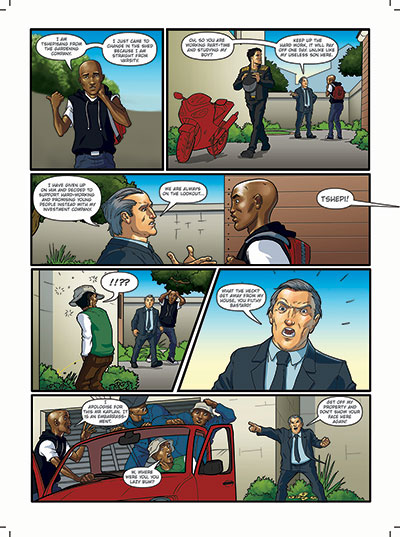 I AM
TSHEPISANG
FROM THE
GARDENING
COMPANY.
I JUST CAME TO
CHANGE IN THE SHED
BECAUSE I AM
STRAIGHT FROM
VARSITY.
OH, SO YOU ARE
WORKING PART-TIME
AND STUDYING MY
BOY?
KEEP UP THE
HARD WORK, IT WILL PAY
OFF ONE DAY. UNLIKE LIKE
MY USELESS SON HERE.
I HAVE GIVEN UP
ON HIM AND DECIDED TO
SUPPORT HARD-WORKING
AND PROMISING YOUNG
PEOPLE INSTEAD WITH MY
INVESTMENT COMPANY.
WE ARE ALWAYS
ON THE LOOKOUT...
TSHEPI!
!!??
WHAT THE HECK?
GET AWAY FROM MY
HOUSE, YOU FILTHY
BASTARD!
I
APOLOGISE FOR
THIS MR KAPLAN. IT
IS AN EMBARRASS-
MENT.
W, WHERE
WERE YOU, YOU
LAZY BUM?
GET OFF MY
PROPERTY AND
DON'T SHOW YOUR
FACE HERE
AGAIN!